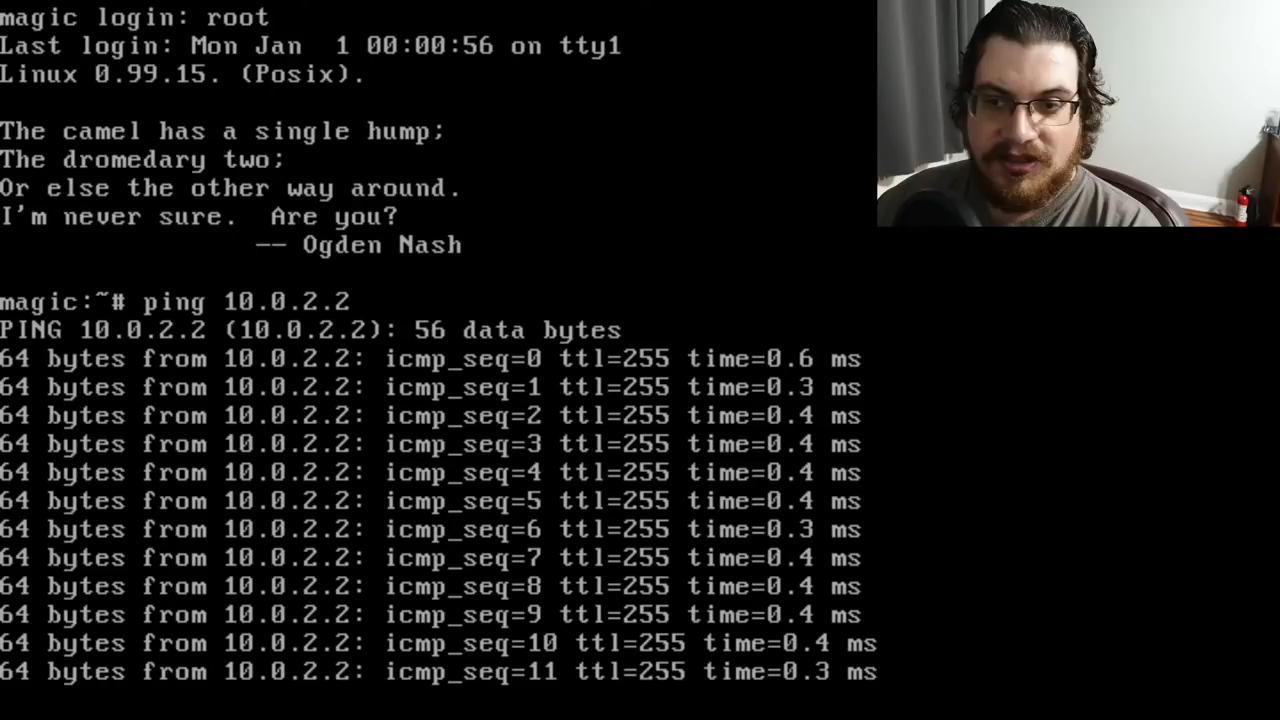 magic login: root
Last login: Mon Jan  1 00:00:56 on tty1
Linux 0.99.15. (Posix).

The camel has a single hump;
The dromedary two;
Or else the other way around.
I'm never sure.  Are you?
                -- Ogden Nash

magic:~# ping 10.0.2.2
PING 10.0.2.2 (10.0.2.2): 56 data bytes
64 bytes from 10.0.2.2: icmp_seq=0 ttl=255 time=0.6 ms
64 bytes from 10.0.2.2: icmp_seq=1 ttl=255 time=0.3 ms
64 bytes from 10.0.2.2: icmp_seq=2 ttl=255 time=0.4 ms
64 bytes from 10.0.2.2: icmp_seq=3 ttl=255 time=0.4 ms
64 bytes from 10.0.2.2: icmp_seq=4 ttl=255 time=0.4 ms
64 bytes from 10.0.2.2: icmp_seq=5 ttl=255 time=0.4 ms
64 bytes from 10.0.2.2: icmp_seq=6 ttl=255 time=0.3 ms
64 bytes from 10.0.2.2: icmp_seq=7 ttl=255 time=0.4 ms
64 bytes from 10.0.2.2: icmp_seq=8 ttl=255 time=0.4 ms
64 bytes from 10.0.2.2: icmp_seq=9 ttl=255 time=0.4 ms
64 bytes from 10.0.2.2: icmp_seq=10 ttl=255 time=0.4 ms
64 bytes from 10.0.2.2: icmp_seq=11 ttl=255 time=0.3 ms